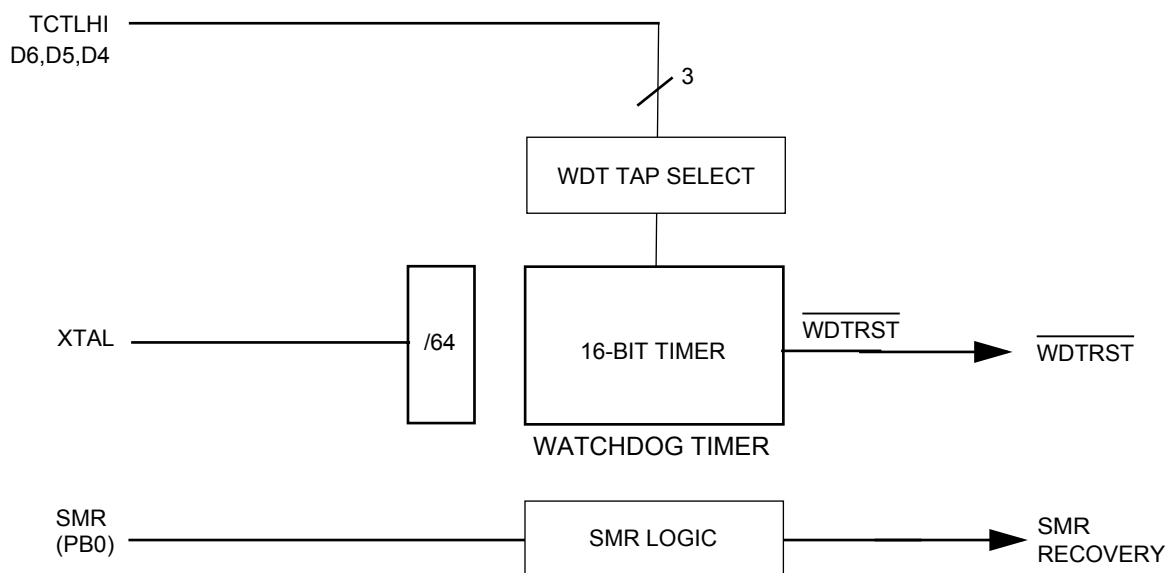 TCTLHI
D6,D5,D4
3
WDT TAP SELECT
XTAL
/64
16-BIT TIMER
WDTRST
WDTRST
WATCHDOG TIMER
SMR
(PB0)
SMR LOGIC
SMR
RECOVERY